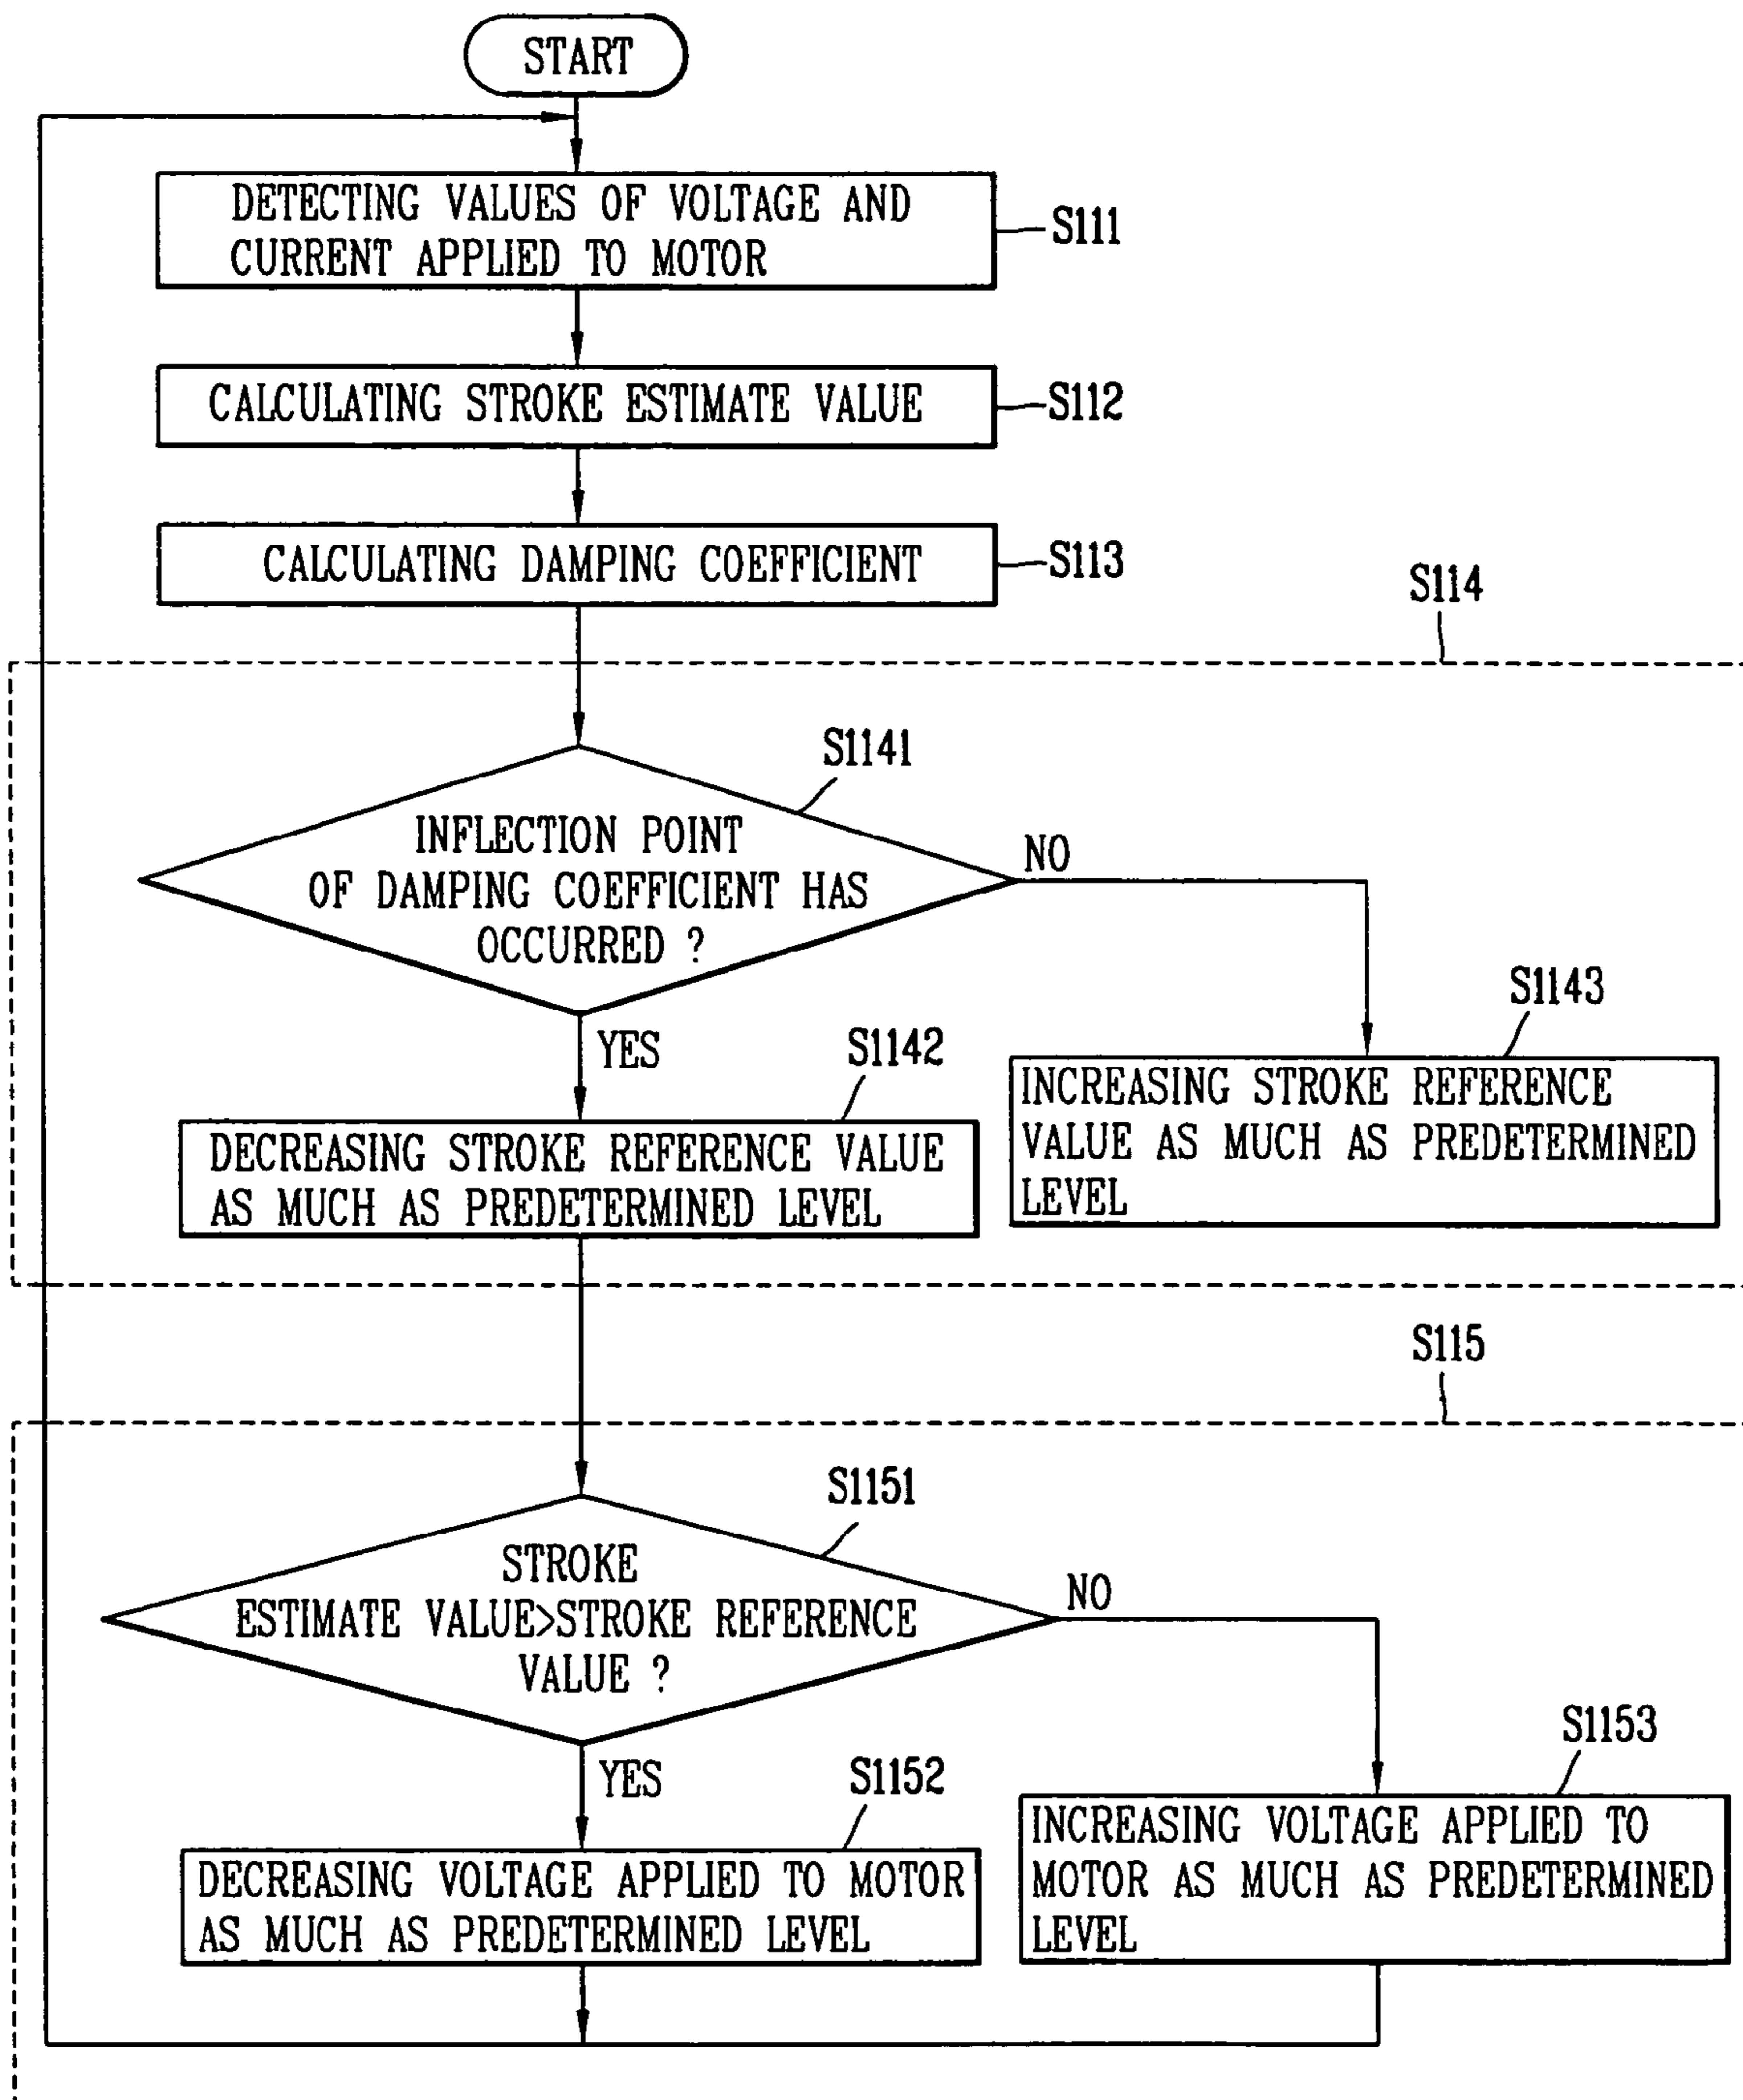 START
DETECTING VALUES OF VOLTAGE AND
CURRENT APPLIED TO MOTOR
S111
CALCULATING STROKE ESTIMATE VALUE
S112
CALCULATING DAMPING COEFFICIENT
S113
S114
S1141
INFLECTION POINT
OF DAMPING COEFFICIENT HAS
OCCURRED ?
NO
YES
S1142
S1143
DECREASING STROKE REFERENCE VALUE
AS MUCH AS PREDETERMINED LEVEL
INCREASING STROKE REFERENCE
VALUE AS MUCH AS PREDETERMINED
LEVEL
S115
S1151
STROKE
ESTIMATE VALUE>STROKE REFERENCE
VALUE ?
NO
YES
S1152
S1153
DECREASING VOLTAGE APPLIED TO MOTOR
AS MUCH AS PREDETERMINED LEVEL
INCREASING VOLTAGE APPLIED TO
MOTOR AS MUCH AS PREDETERMINED
LEVEL